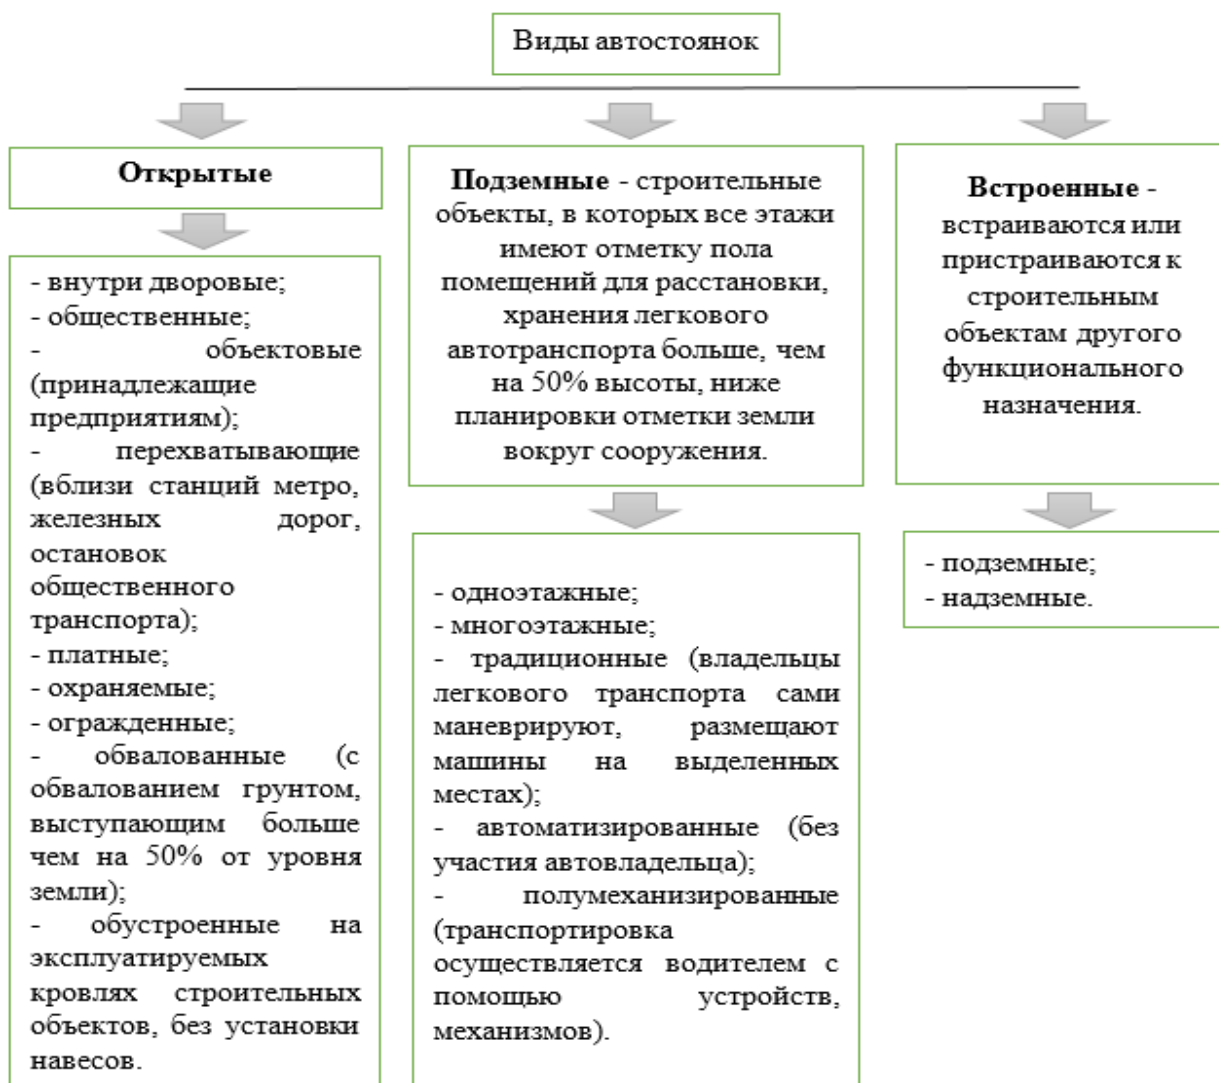 Виды автостоянок
Открытые
- внутри дворовые;
- общественные;
- объектовые
(принадлежащие
предприятиям);
- перехватывающие
(вблизи станций метро,
железных дорог,
остановок
общественного
транспорта);
- платные;
- охраняемые;
- огражденные;
- обвалованные (с
обвалованием грунтом,
выступающим больше
чем на 50% от уровня
земли);
- обустроенные на
эксплуатируемых
кровлях строительных
объектов, без установки
навесов.
Подземные - строительные
объекты, в которых все этажи
имеют отметку пола
помещений для расстановки,
хранения легкового
автотранспорта больше, чем
на 50% высоты, ниже
планировки отметки земли
вокруг сооружения.
- одноэтажные;
- многоэтажные;
- традиционные (владельцы
легкового транспорта сами
маневрируют, размещают
машины на выделенных
местах);
- автоматизированные (без
участия автовладельца);
- полумеханизированные
(транспортировка
осуществляется водителем с
помощью устройств,
механизмов).
Встроенные -
встраиваются или
пристраиваются к
строительным
объектам другого
функционального
назначения.
- подземные;
- надземные.